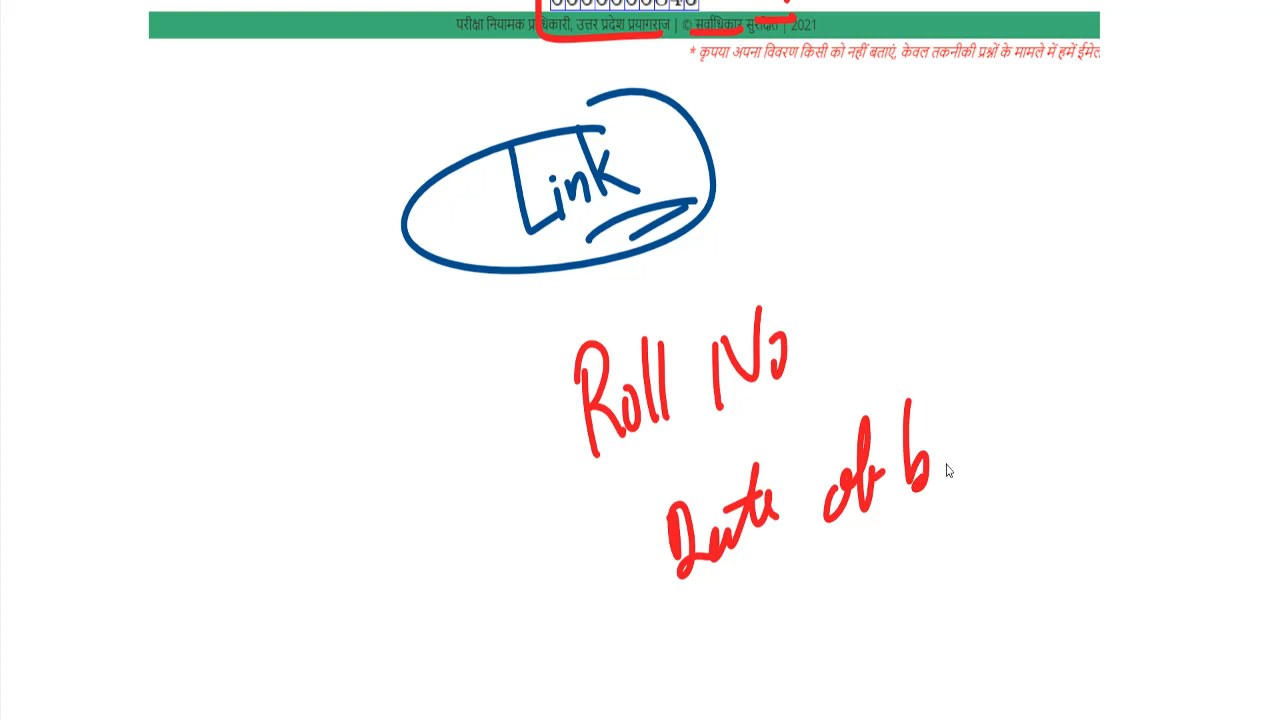 परीक्षा नियामक प्राधिकारी, उत्तर प्रदेश प्रयागराज | © सर्वाधिकार सुरक्षित | 2021
* कृपया अपना विवरण किसी को नहीं बताएं, केवल तकनीकी प्रश्नों के मामले में हमें ईमेल
Link
Roll No
Date of b